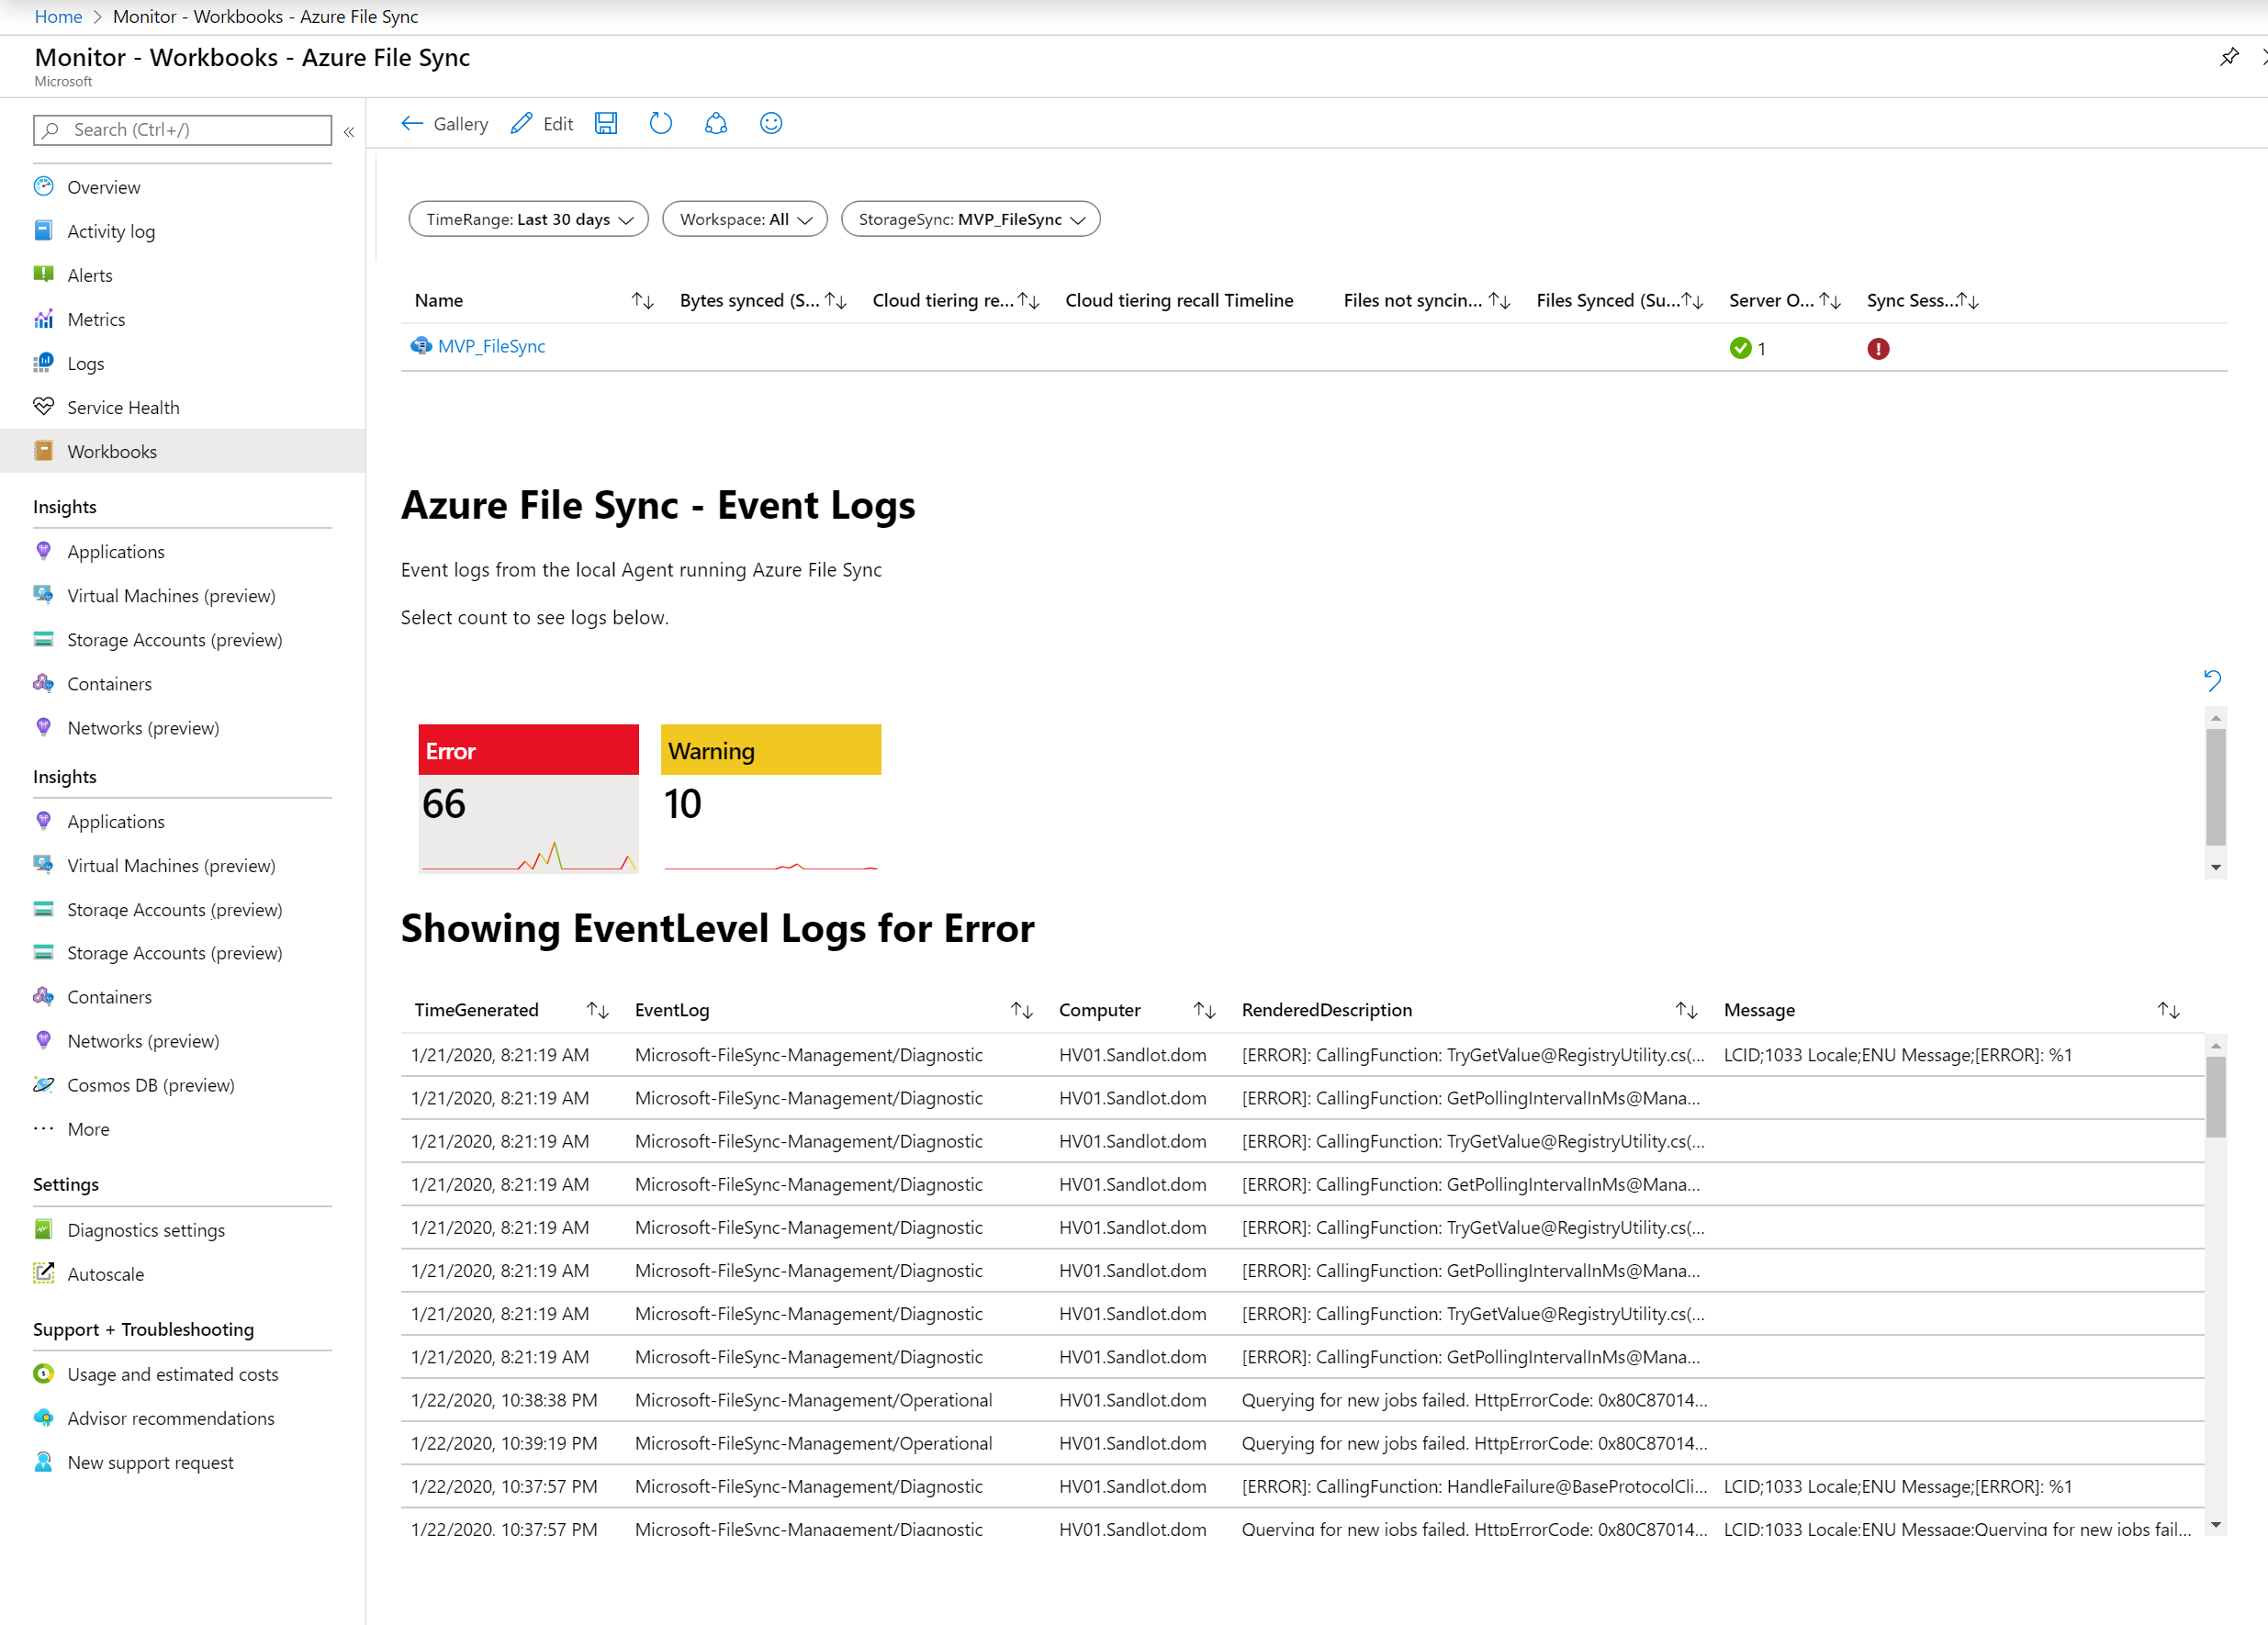 Home > Monitor - Workbooks - Azure File Sync
Monitor - Workbooks - Azure File Sync
Microsoft
Search (Ctrl+/)
«
Overview
Activity log
Alerts
Metrics
Logs
Service Health
Workbooks
Insights
Applications
Virtual Machines (preview)
Storage Accounts (preview)
Containers
Networks (preview)
Insights
Applications
Virtual Machines (preview)
Storage Accounts (preview)
Storage Accounts (preview)
Containers
Networks (preview)
Cosmos DB (preview)
More
Settings
Diagnostics settings
Autoscale
Support + Troubleshooting
Usage and estimated costs
Advisor recommendations
New support request
Gallery Edit
TimeRange: Last 30 days Workspace: All StorageSync: MVP_FileSync
Name Bytes synced (S... Cloud tiering re... Cloud tiering recall Timeline Files not syncin... Files Synced (Su... Server O... Sync Sess...
MVP_FileSync 1
Azure File Sync - Event Logs
Event logs from the local Agent running Azure File Sync
Select count to see logs below.
Error Warning
66 10
Showing EventLevel Logs for Error
TimeGenerated EventLog Computer RenderedDescription Message
1/21/2020, 8:21:19 AM Microsoft-FileSync-Management/Diagnostic HV01.Sandlot.dom [ERROR]: CallingFunction: TryGetValue@RegistryUtility.cs(... LCID;1033 Locale;ENU Message;[ERROR]: %1
1/21/2020, 8:21:19 AM Microsoft-FileSync-Management/Diagnostic HV01.Sandlot.dom [ERROR]: CallingFunction: GetPollingIntervalInMs@Mana...
1/21/2020, 8:21:19 AM Microsoft-FileSync-Management/Diagnostic HV01.Sandlot.dom [ERROR]: CallingFunction: TryGetValue@RegistryUtility.cs(...
1/21/2020, 8:21:19 AM Microsoft-FileSync-Management/Diagnostic HV01.Sandlot.dom [ERROR]: CallingFunction: GetPollingIntervalInMs@Mana...
1/21/2020, 8:21:19 AM Microsoft-FileSync-Management/Diagnostic HV01.Sandlot.dom [ERROR]: CallingFunction: TryGetValue@RegistryUtility.cs(...
1/21/2020, 8:21:19 AM Microsoft-FileSync-Management/Diagnostic HV01.Sandlot.dom [ERROR]: CallingFunction: GetPollingIntervalInMs@Mana...
1/21/2020, 8:21:19 AM Microsoft-FileSync-Management/Diagnostic HV01.Sandlot.dom [ERROR]: CallingFunction: TryGetValue@RegistryUtility.cs(...
1/21/2020, 8:21:19 AM Microsoft-FileSync-Management/Diagnostic HV01.Sandlot.dom [ERROR]: CallingFunction: GetPollingIntervalInMs@Mana...
1/22/2020, 10:38:38 PM Microsoft-FileSync-Management/Operational HV01.Sandlot.dom Querying for new jobs failed. HttpErrorCode: 0x80C87014...
1/22/2020, 10:39:19 PM Microsoft-FileSync-Management/Operational HV01.Sandlot.dom Querying for new jobs failed. HttpErrorCode: 0x80C87014...
1/22/2020, 10:37:57 PM Microsoft-FileSync-Management/Diagnostic HV01.Sandlot.dom [ERROR]: CallingFunction: HandleFailure@BaseProtocolCli... LCID;1033 Locale;ENU Message;[ERROR]: %1
1/22/2020, 10:37:57 PM Microsoft-FileSync-Management/Diagnostic HV01.Sandlot.dom Querying for new jobs failed. HttpErrorCode: 0x80C87014... LCID;1033 Locale;ENU Message;Querying for new jobs fail...